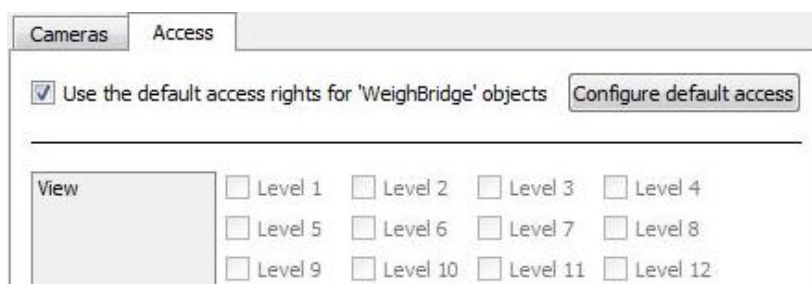 Cameras Access
Use the default access rights for 'WeighBridge' objects Configure default access
View Level 1 Level 2 Level 3 Level 4
Level 5 Level 6 Level 7 Level 8
Level 9 Level 10 Level 11 Level 12